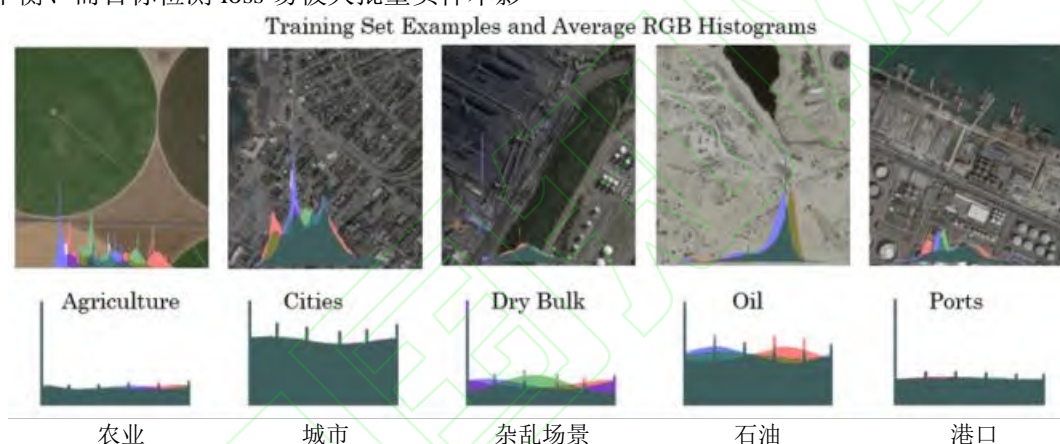 Training Set Examples and Average RGB Histograms
Agriculture Cities Dry Bulk Oil Ports
农业 城市 杂乱场景 石油 港口